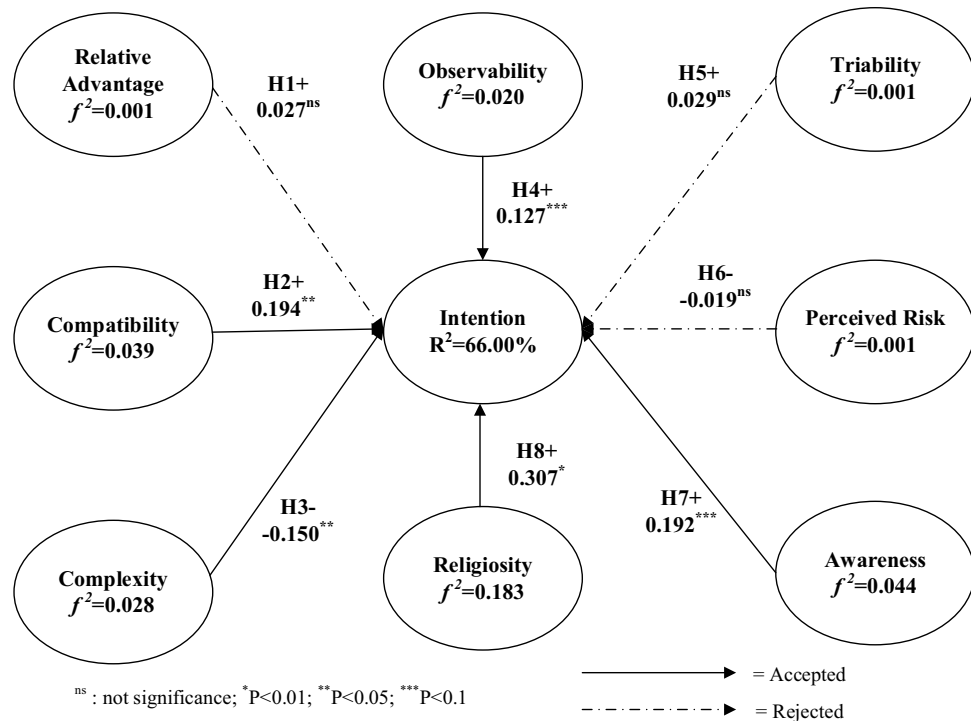 Relative
Advantage
f²=0.001
H1+
0.027ⁿˢ
Observability
f²=0.020
H5+
0.029ⁿˢ
Triability
f²=0.001
H4+
0.127***
Compatibility
f²=0.039
H2+
0.194**
Intention
R²=66.00%
H6-
-0.019ⁿˢ
Perceived Risk
f²=0.001
Complexity
f²=0.028
H3-
-0.150**
H8+
0.307*
Religiosity
f²=0.183
H7+
0.192***
Awareness
f²=0.044
ⁿˢ : not significance; *P<0.01; **P<0.05; ***P<0.1
= Accepted
= Rejected